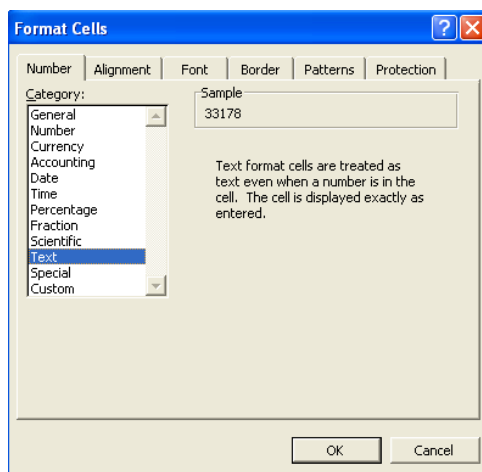 Format Cells
Number Alignment Font Border Patterns Protection
Category:
General
Number
Currency
Accounting
Date
Time
Percentage
Fraction
Scientific
Text
Special
Custom
Sample
33178
Text format cells are treated as
text even when a number is in the
cell. The cell is displayed exactly as
entered.
OK Cancel